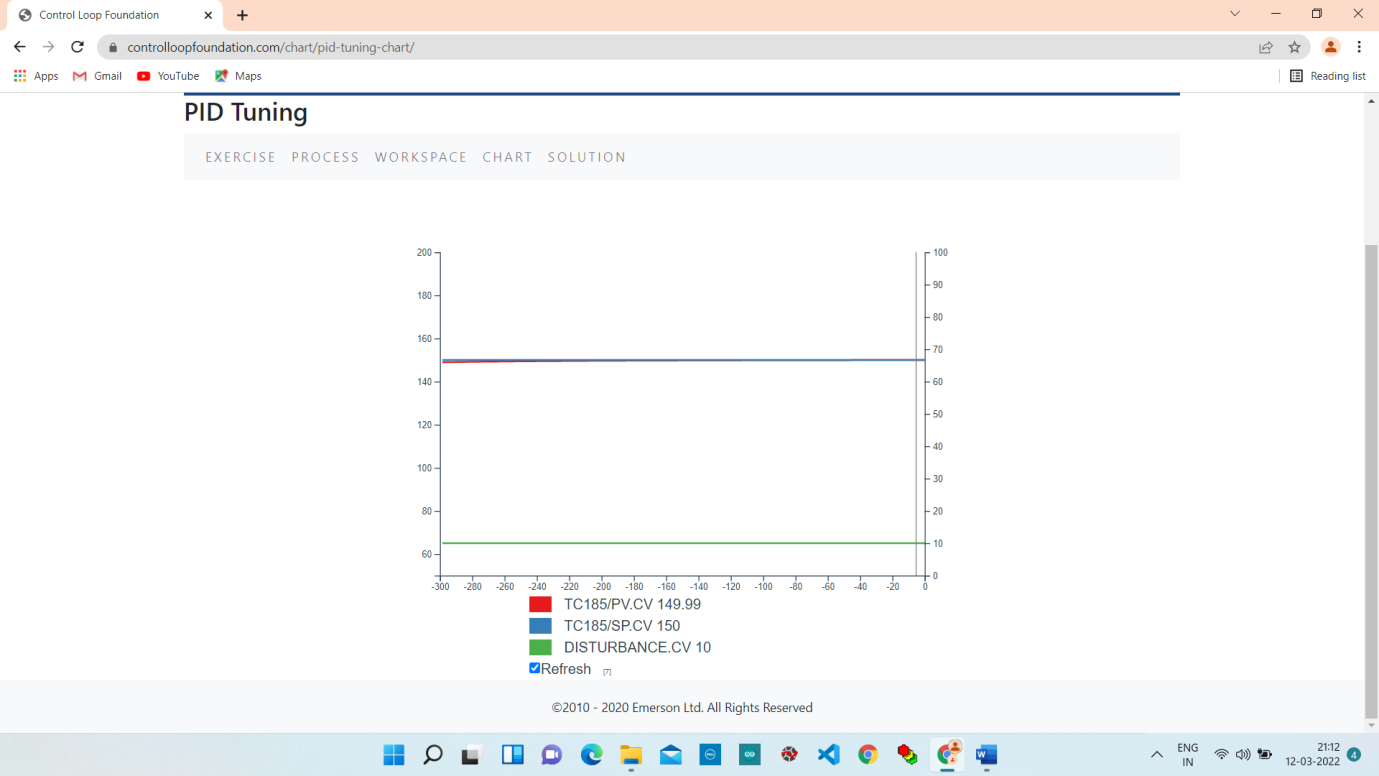 Control Loop Foundation
controlloopfoundation.com/chart/pid-tuning-chart/
Apps Gmail YouTube Maps Reading list
PID Tuning
EXERCISE PROCESS WORKSPACE CHART SOLUTION
200 100
90
180
80
160 70
140 60
120 50
40
100
30
80 20
60 10
0
-300 -280 -260 -240 -220 -200 -180 -160 -140 -120 -100 -80 -60 -40 -20 0
TC185/PV.CV 149.99
TC185/SP.CV 150
DISTURBANCE.CV 10
Refresh [?]
©2010 - 2020 Emerson Ltd. All Rights Reserved
ENG 21:12
IN 12-03-2022 4